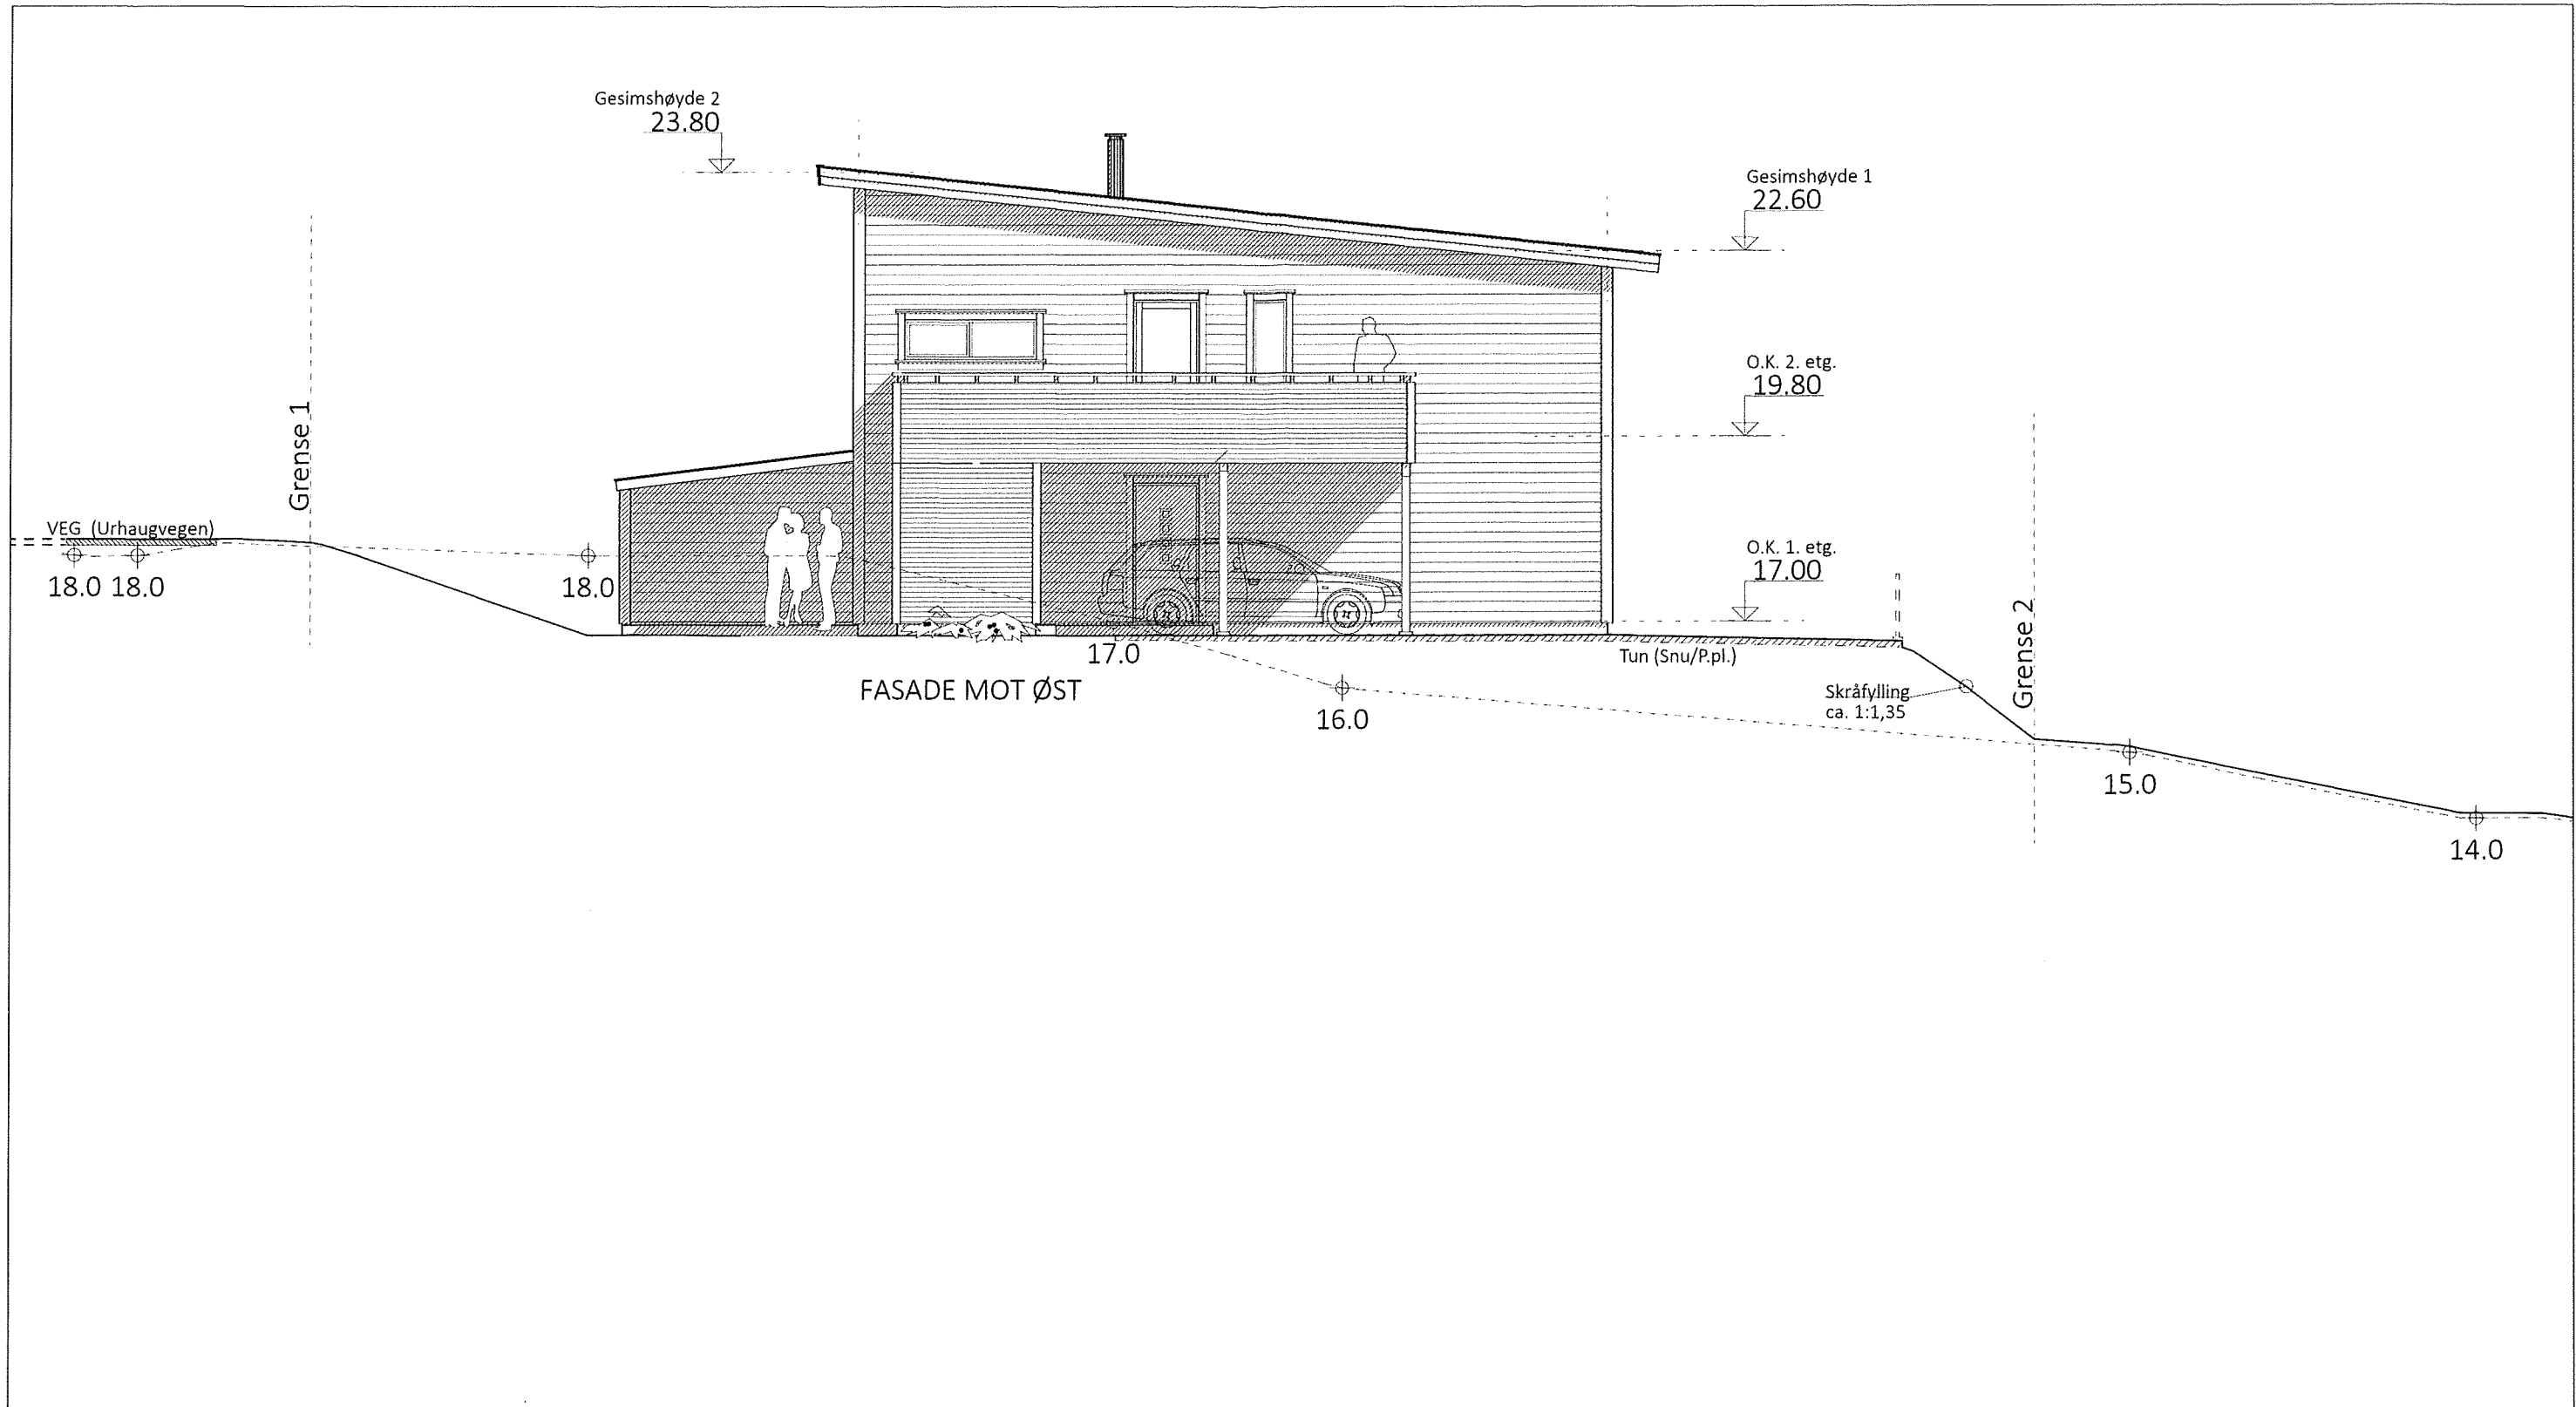 Gesimshøyde 2
23.80
Gesimshøyde 1
22.60
O.K. 2. etg.
19.80
Grense 1
VEG (Urhaugvegen)
18.0 18.0
18.0
O.K. 1. etg.
17.00
17.0
Tun (Snu/P.pl.)
FASADE MOT ØST
16.0
Skråfylling
ca. 1:1,35
Grense 2
15.0
14.0